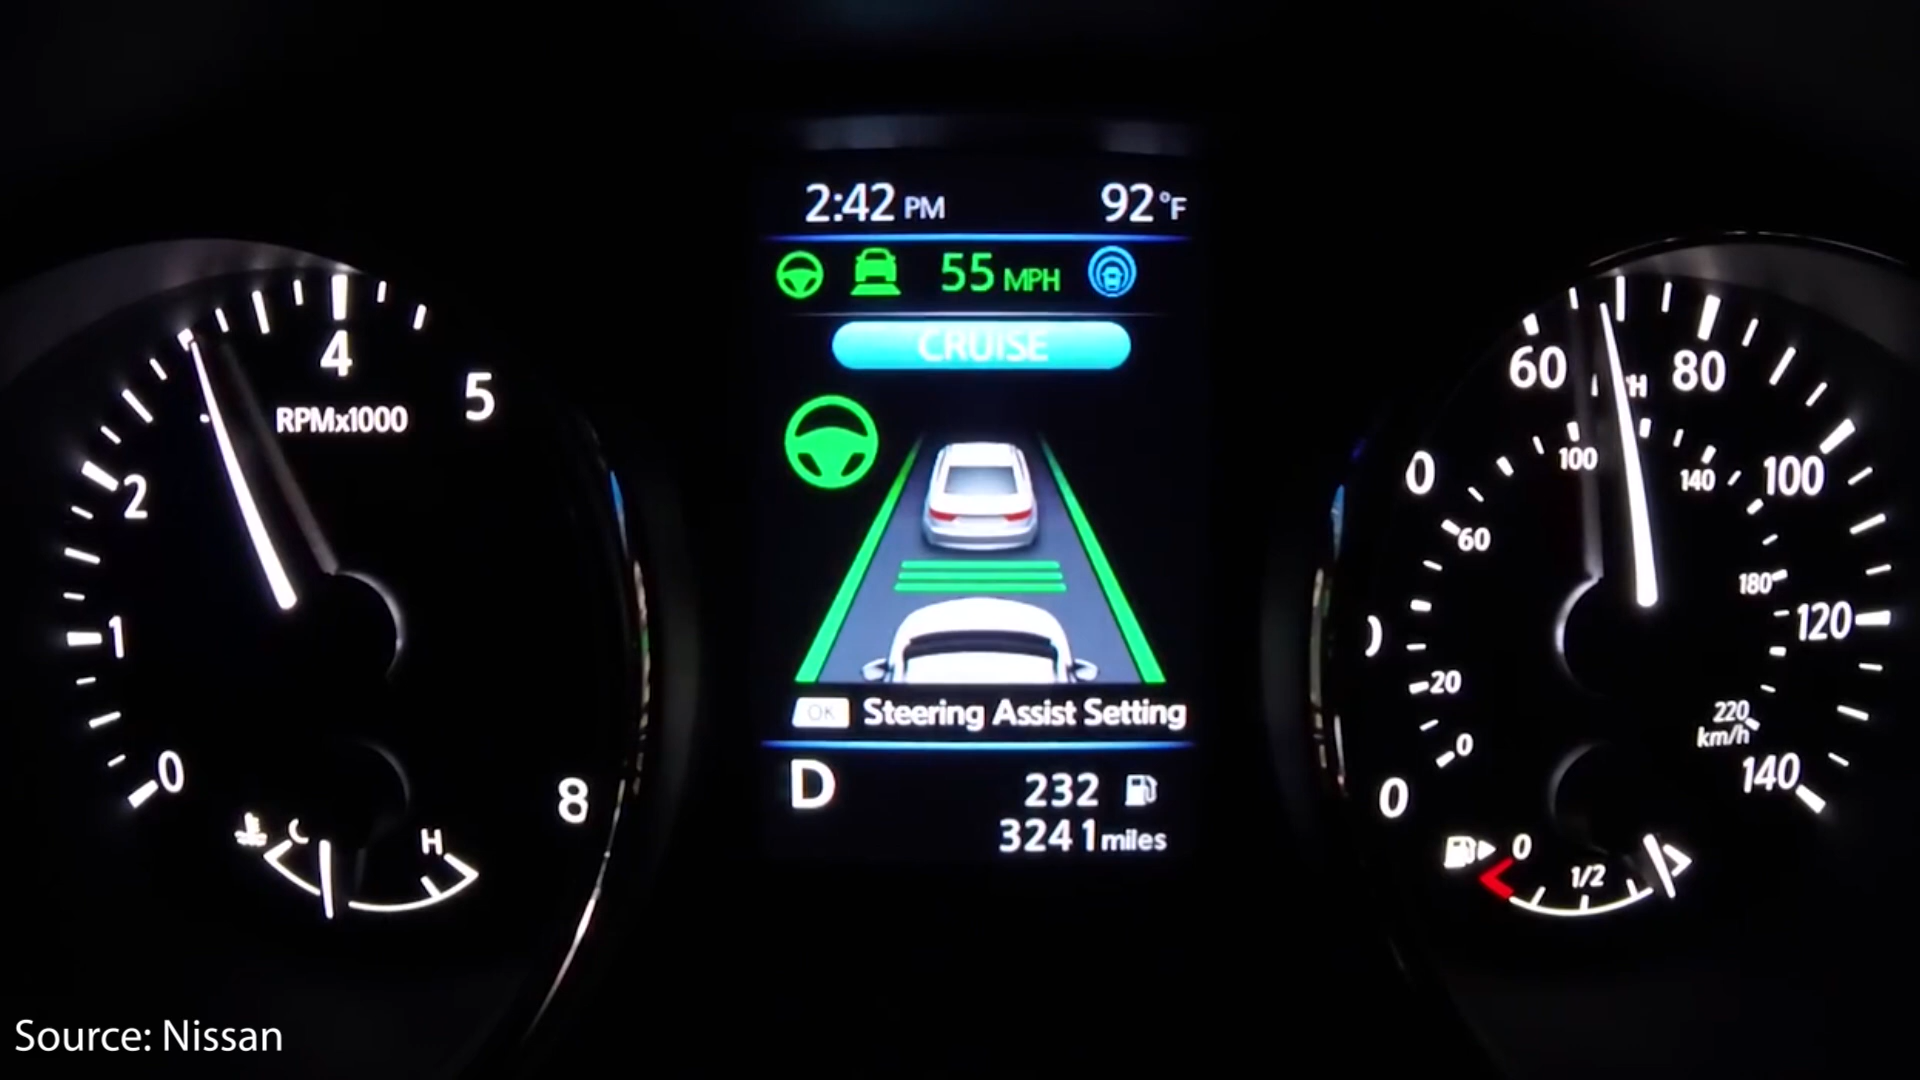 2:42 PM 92°F
55 MPH
CRUISE
OK Steering Assist Setting
D 232
3241 miles
4
5
RPMx1000
2
1
0
8
C H
60 80
100 140
0 100
60
180
120
20
220
km/h
0
140
0
0 1/2
Source: Nissan